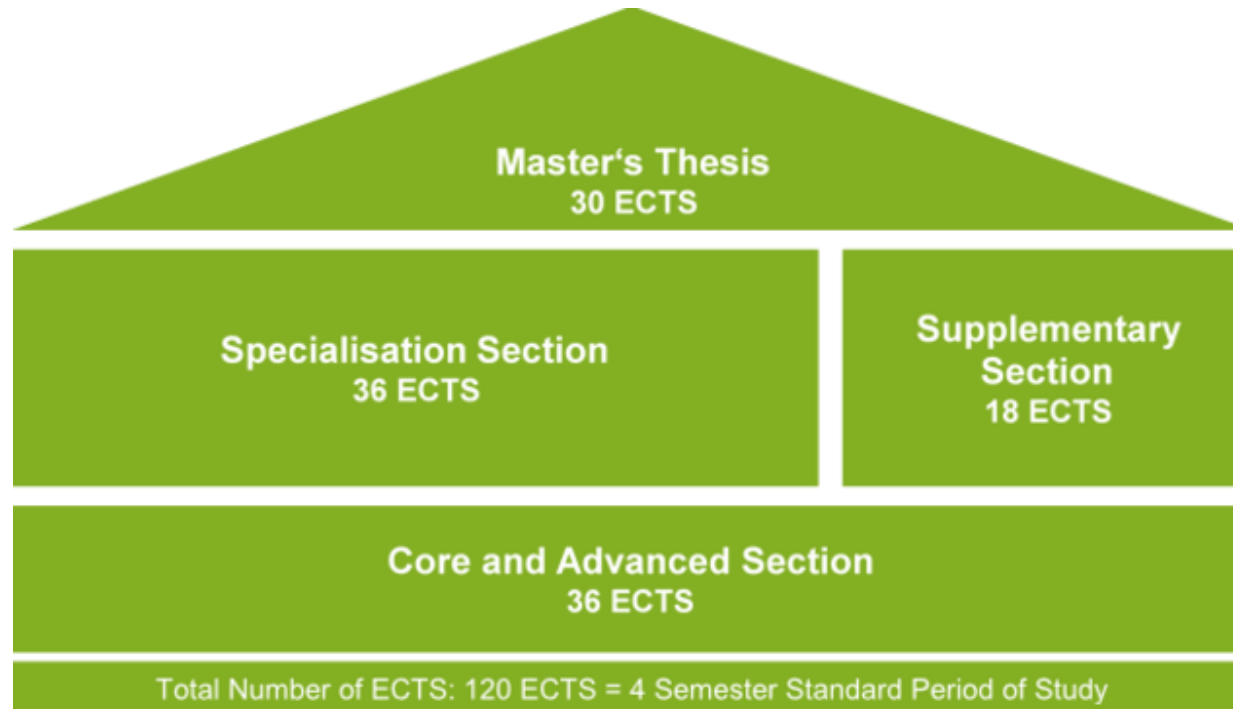 Master‘s Thesis
30 ECTS
Specialisation Section
36 ECTS
Supplementary
Section
18 ECTS
Core and Advanced Section
36 ECTS
Total Number of ECTS: 120 ECTS = 4 Semester Standard Period of Study